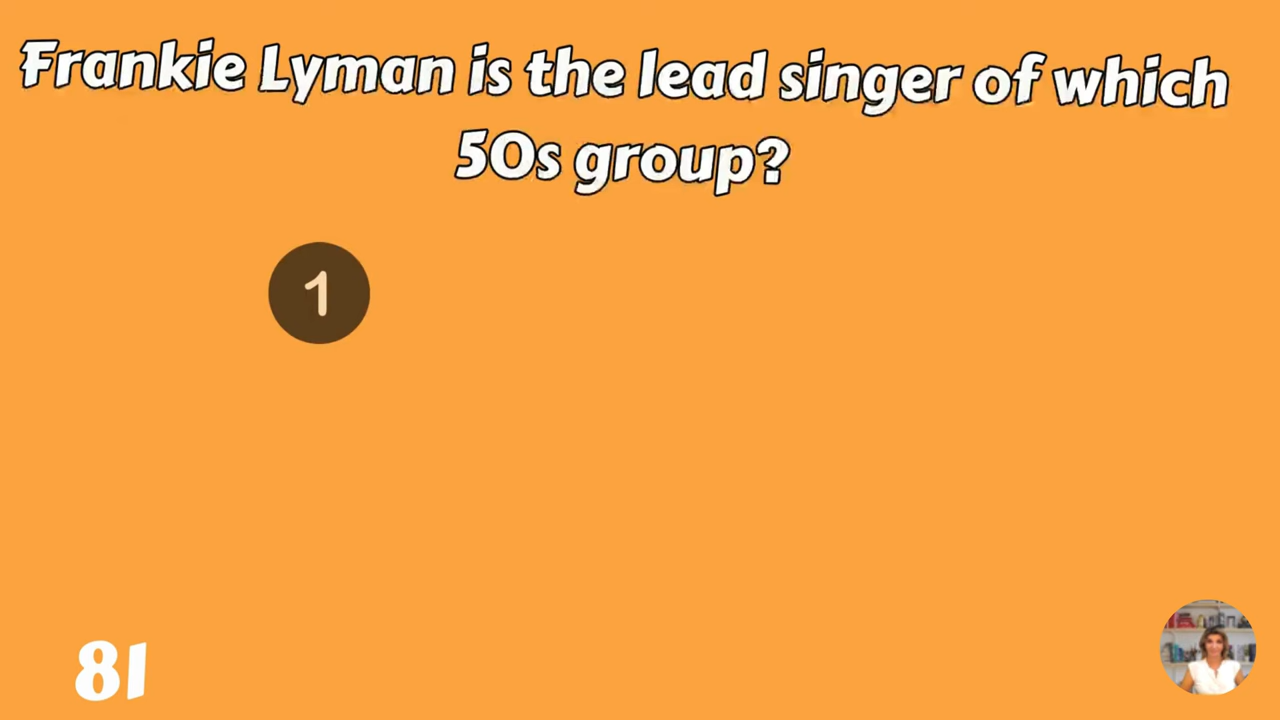 Frankie Lyman is the lead singer of which
50s group?
1
81